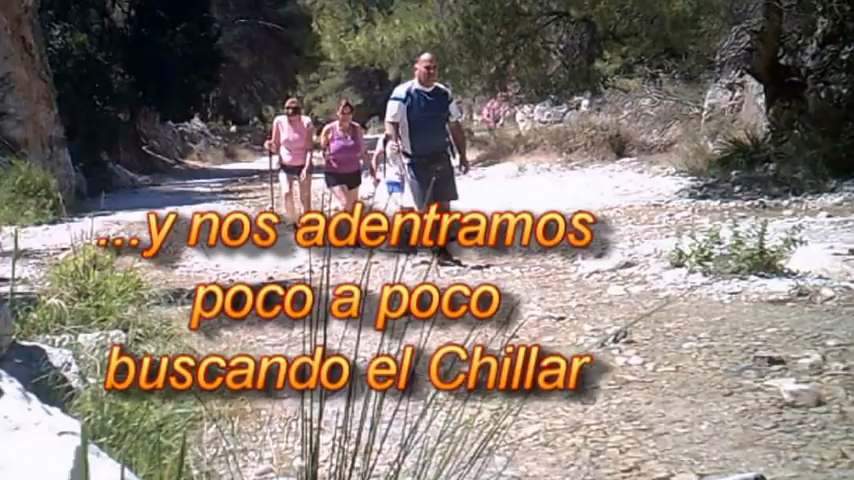 ...y nos adentramos
poco a poco
buscando el Chillar